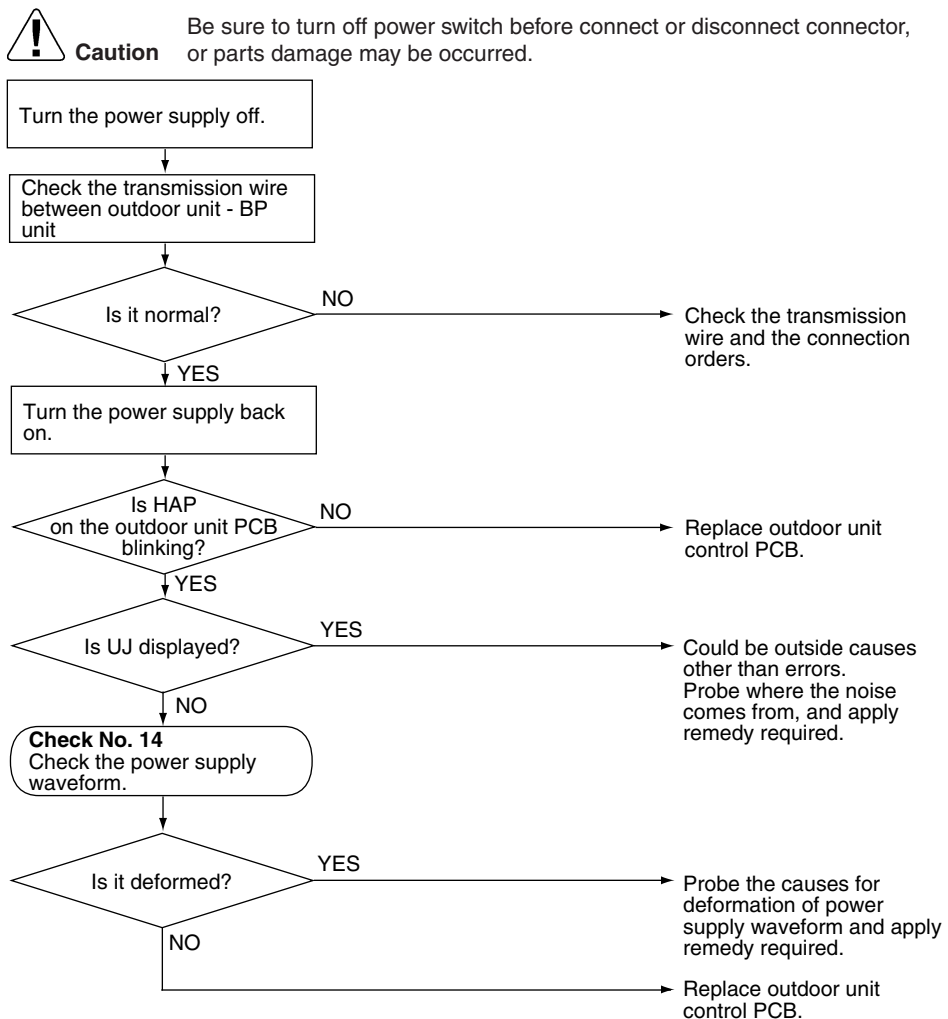 Be sure to turn off power switch before connect or disconnect connector,
Caution or parts damage may be occurred.
Turn the power supply off.
Check the transmission wire
between outdoor unit - BP
unit
Is it normal?
NO
Check the transmission
wire and the connection
orders.
YES
Turn the power supply back
on.
Is HAP
on the outdoor unit PCB
blinking?
NO
Replace outdoor unit
control PCB.
YES
Is UJ displayed?
YES
Could be outside causes
other than errors.
Probe where the noise
comes from, and apply
remedy required.
NO
Check No. 14
Check the power supply
waveform.
Is it deformed?
YES
Probe the causes for
deformation of power
supply waveform and apply
remedy required.
NO
Replace outdoor unit
control PCB.